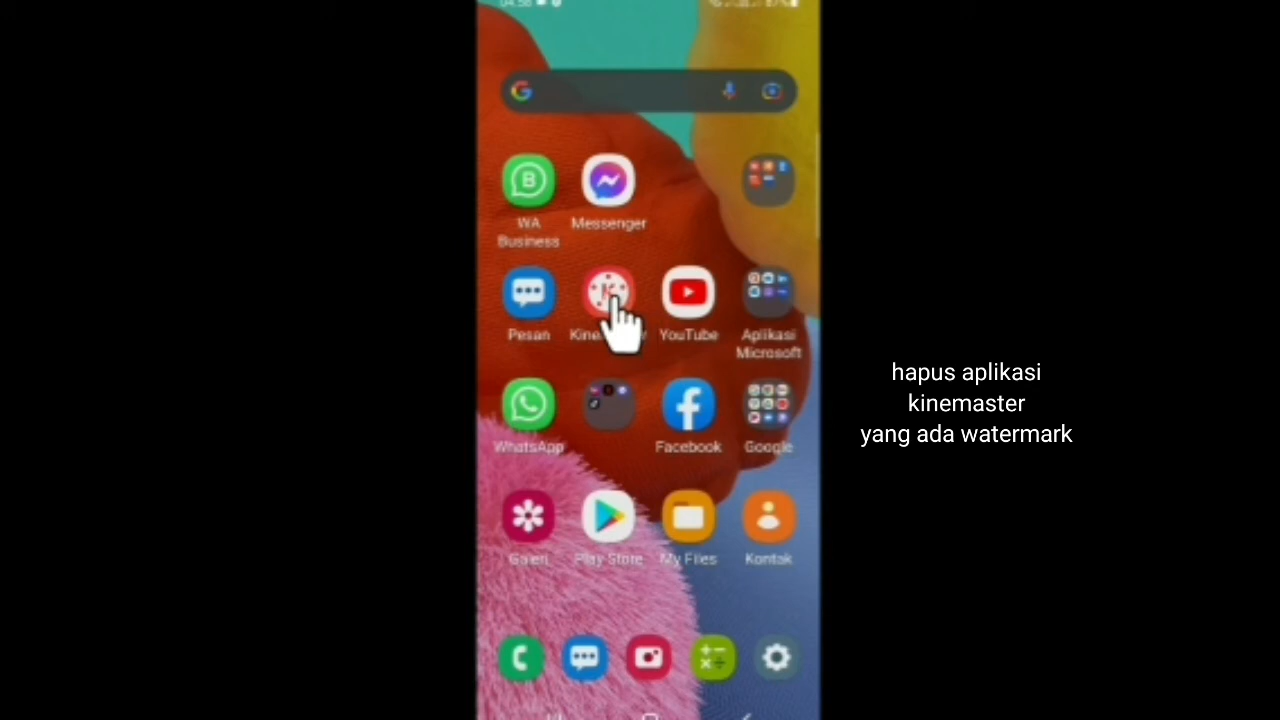 WA
Business
Messenger
Pesan
YouTube
Aplikasi
Microsoft
WhatsApp
Facebook
Google
Galeri
Play Store
My Files
Kontak
hapus aplikasi
kinemaster
yang ada watermark